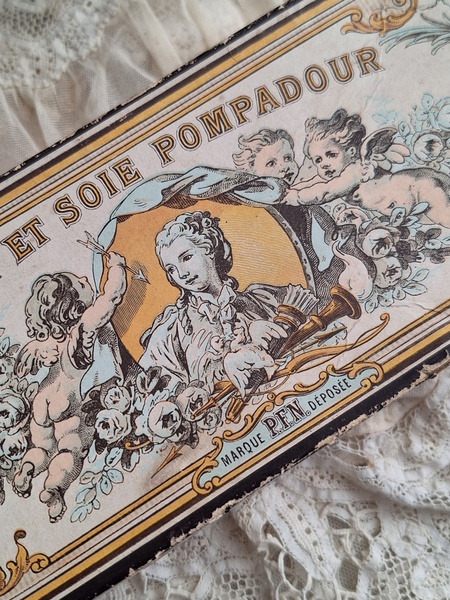 ET SOIE POMPADOUR
MARQUE P.F.N. DÉPOSÉE